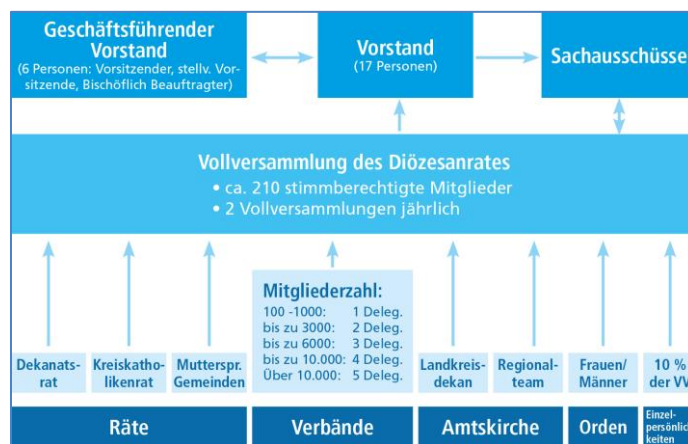 Geschäftsführender
Vorstand
(6 Personen: Vorsitzender, stellv. Vor-
sitzende, Bischöflich Beauftragter)
Vorstand
(17 Personen)
Sachausschüsse
Vollversammlung des Diözesanrates
• ca. 210 stimmberechtigte Mitglieder
• 2 Vollversammlungen jährlich
Dekanats-
rat
Kreiskatho-
likenrat
Mutterspr.
Gemeinden
Mitgliederzahl:
100 -1000: 1 Deleg.
bis zu 3000: 2 Deleg.
bis zu 6000: 3 Deleg.
bis zu 10.000: 4 Deleg.
Über 10.000: 5 Deleg.
Landkreis-
dekan
Regional-
team
Frauen/
Männer
10 %
der VV
Räte
Verbände
Amtskirche
Orden
Einzel-
persönlich
keiten